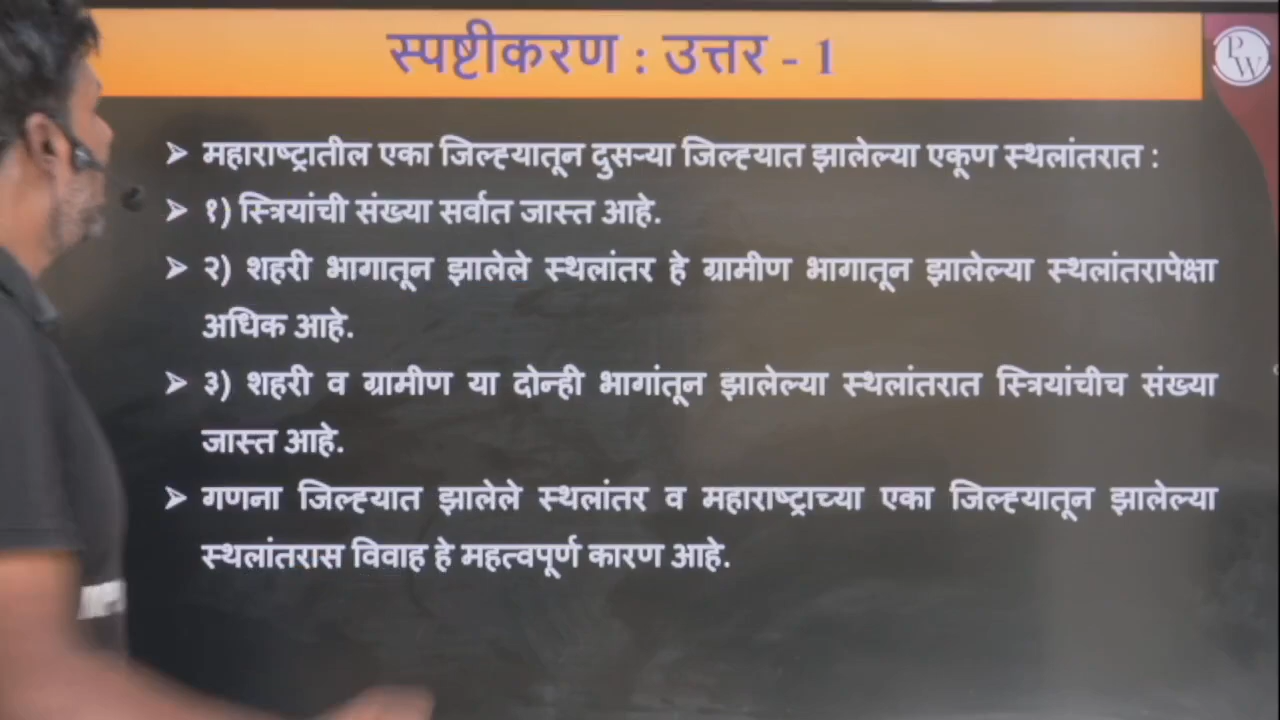 स्पष्टीकरण : उत्तर - 1
PW
➤ महाराष्ट्रातील एका जिल्ह्यातून दुसऱ्या जिल्ह्यात झालेल्या एकूण स्थलांतरात :
➤ १) स्त्रियांची संख्या सर्वात जास्त आहे.
➤ २) शहरी भागातून झालेले स्थलांतर हे ग्रामीण भागातून झालेल्या स्थलांतरापेक्षा
अधिक आहे.
➤ ३) शहरी व ग्रामीण या दोन्ही भागांतून झालेल्या स्थलांतरात स्त्रियांचीच संख्या
जास्त आहे.
➤ गणना जिल्ह्यात झालेले स्थलांतर व महाराष्ट्राच्या एका जिल्ह्यातून झालेल्या
स्थलांतरास विवाह हे महत्वपूर्ण कारण आहे.